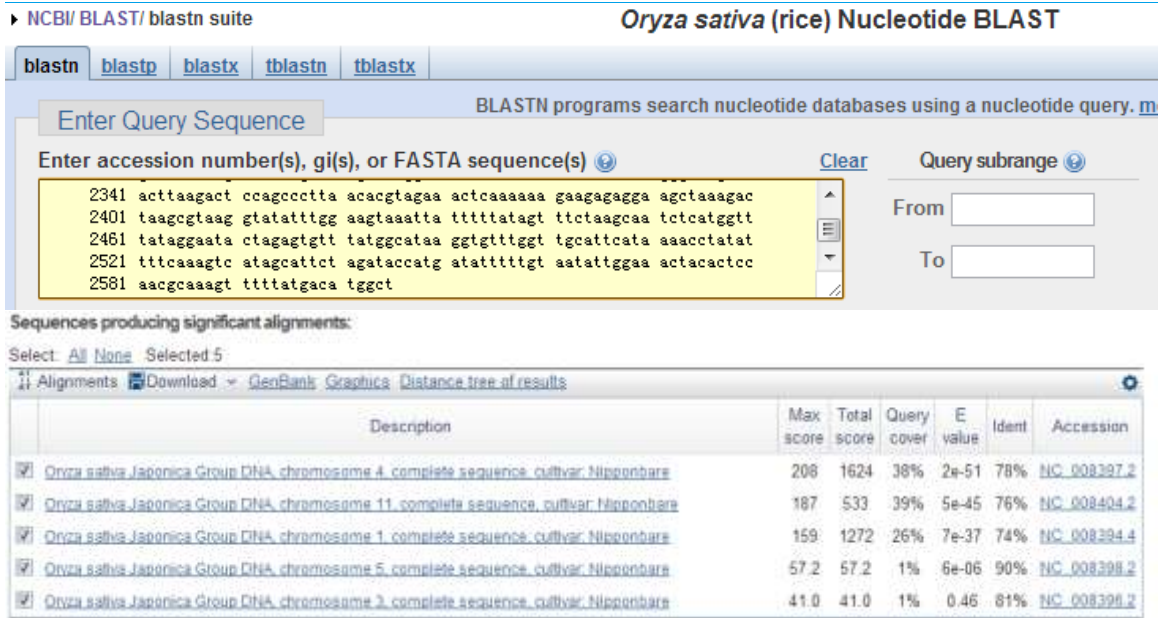 NCBI/ BLAST/ blastn suite
Oryza sativa (rice) Nucleotide BLAST
blastn blastp blastx tblastn tblastx
BLASTN programs search nucleotide databases using a nucleotide query. m
Enter Query Sequence
Enter accession number(s), gi(s), or FASTA sequence(s) Clear Query subrange
2341 acttaagact ccagccctta acacgtagaa actcaaaaaa gaagagagga agctaaagac
2401 taagcgtaag gtatatttgg aagtaaatta tttttatagt ttctaagcaa tctcatggtt
2461 tataggaata ctagagtgtt tatggcataa ggtgtttggt tgcattcata aaacctatat
2521 tttcaaagtc atagcattct agataccatg atatttttgt aatattggaa actacactcc
2581 aacgcaaagt ttttatgaca tggct
From
To
Sequences producing significant alignments:
Select: All None Selected:5
Alignments Download GenBank Graphics Distance tree of results
Description Max score Total score Query cover E value Ident Accession
Oryza sativa Japonica Group DNA, chromosome 4, complete sequence, cultivar: Nipponbare 208 1624 38% 2e-51 78% NC_008397.2
Oryza sativa Japonica Group DNA, chromosome 11, complete sequence, cultivar: Nipponbare 187 533 39% 5e-45 76% NC_008404.2
Oryza sativa Japonica Group DNA, chromosome 1, complete sequence, cultivar: Nipponbare 159 1272 26% 7e-37 74% NC_008394.4
Oryza sativa Japonica Group DNA, chromosome 5, complete sequence, cultivar: Nipponbare 57.2 57.2 1% 6e-06 90% NC_008398.2
Oryza sativa Japonica Group DNA, chromosome 3, complete sequence, cultivar: Nipponbare 41.0 41.0 1% 0.46 81% NC_008396.2